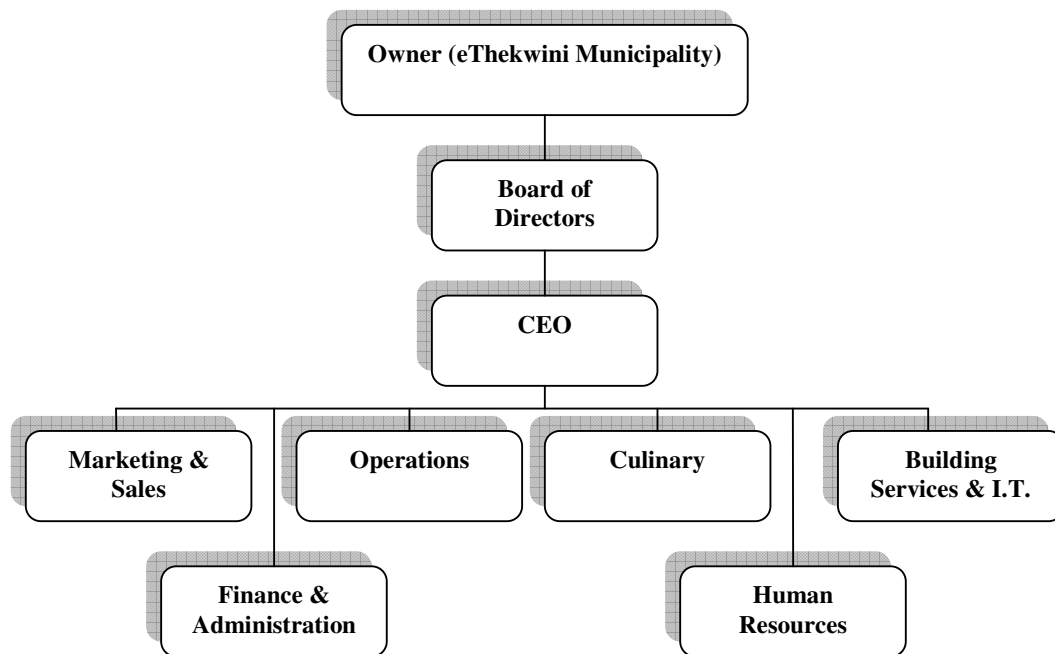 Owner (eThekwini Municipality)
Board of
Directors
CEO
Marketing &
Sales
Operations
Culinary
Building
Services & I.T.
Finance &
Administration
Human
Resources